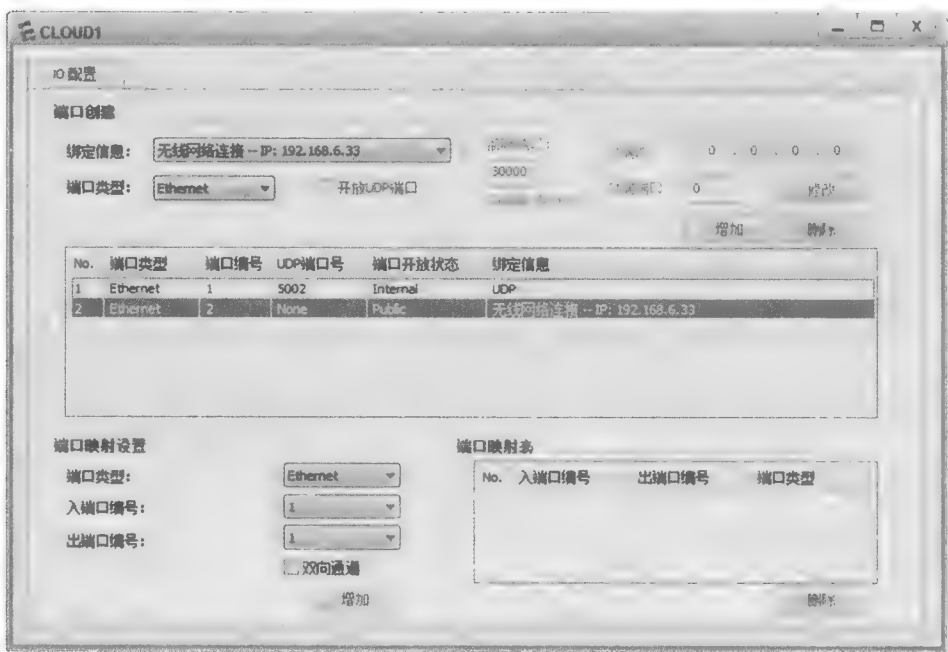 CLOUD1
IO 配置
端口创建
绑定信息： 无线网络连接 -- IP: 192.168.6.33
0 . 0 . 0 . 0
30000
端口类型： Ethernet 开放UDP端口 0 修改
增加 删除
No. 端口类型 端口编号 UDP端口号 端口开放状态 绑定信息
1 Ethernet 1 5002 Internal UDP
2 Ethernet 2 None Public 无线网络连接 -- IP: 192.168.6.33
端口映射设置 端口映射表
端口类型： Ethernet
No. 入端口编号 出端口编号 端口类型
入端口编号： 1
出端口编号： 1
双向通道
增加 删除